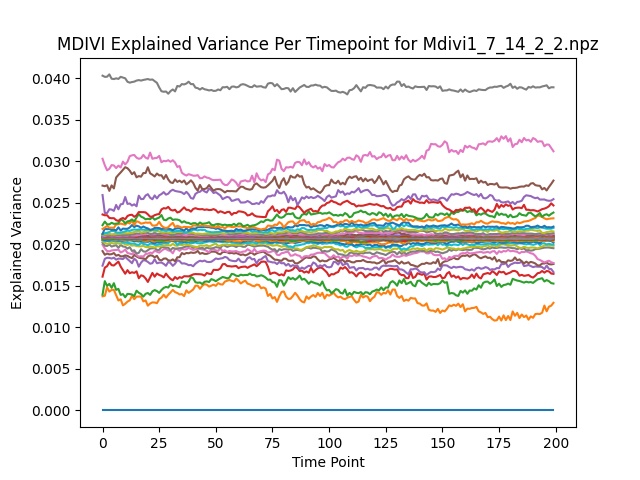 MDIVI Explained Variance Per Timepoint for Mdivi1_7_14_2_2.npz
0.040
0.035
0.030
0.025
0.020
0.015
0.010
0.005
0.000
Explained Variance
0 25 50 75 100 125 150 175 200
Time Point